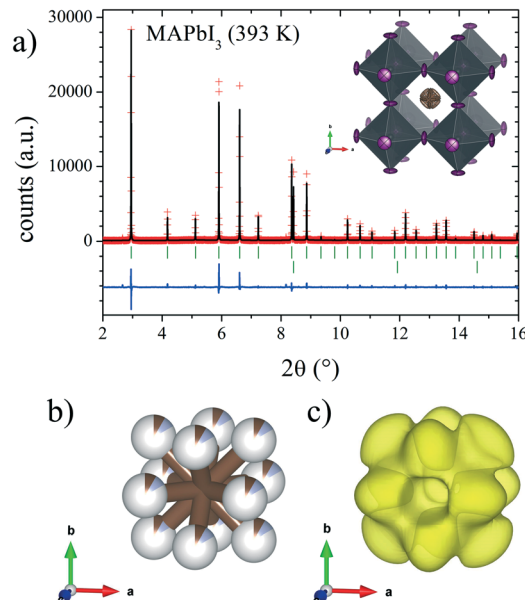 a)
MAPbI3 (393 K)
30000
20000
10000
0
counts (a.u.)
b
a
2
4
6
8
10
12
14
16
2θ (°)
b)
c)
b
a
b
a